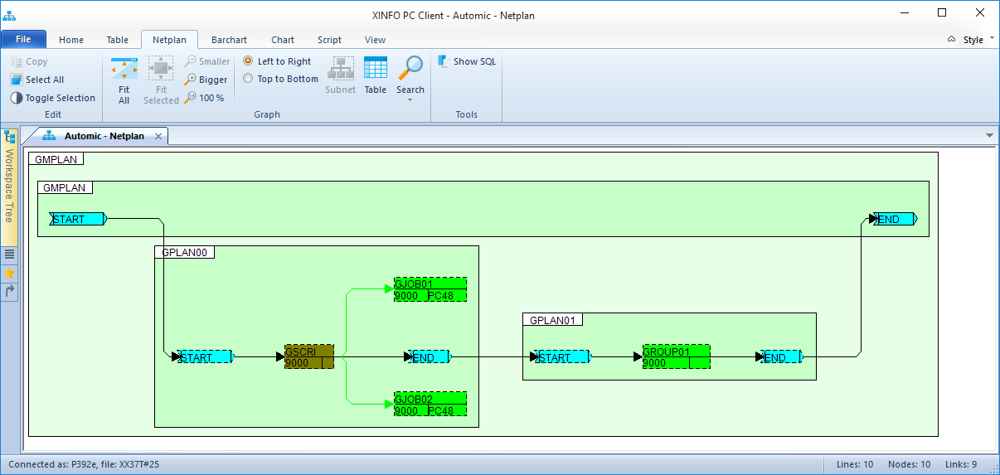 XINFO PC Client - Automic - Netplan
File Home Table Netplan Barchart Chart Script View Style
Copy
Select All
Toggle Selection
Edit
Fit All
Fit Selected
Smaller
Bigger
100 %
Left to Right
Top to Bottom
Subnet
Table
Search
Graph
Show SQL
Tools
Workspace Tree
Automic - Netplan
GMPLAN
GMPLAN
START
END
GPLAN00
GJOB01
9000 PC48
GPLAN01
START
GSCRI
9000
END
START
GROUP01
9000
END
GJOB02
9000 PC48
Connected as: P392e, file: XX37T#25
Lines: 10 Nodes: 10 Links: 9